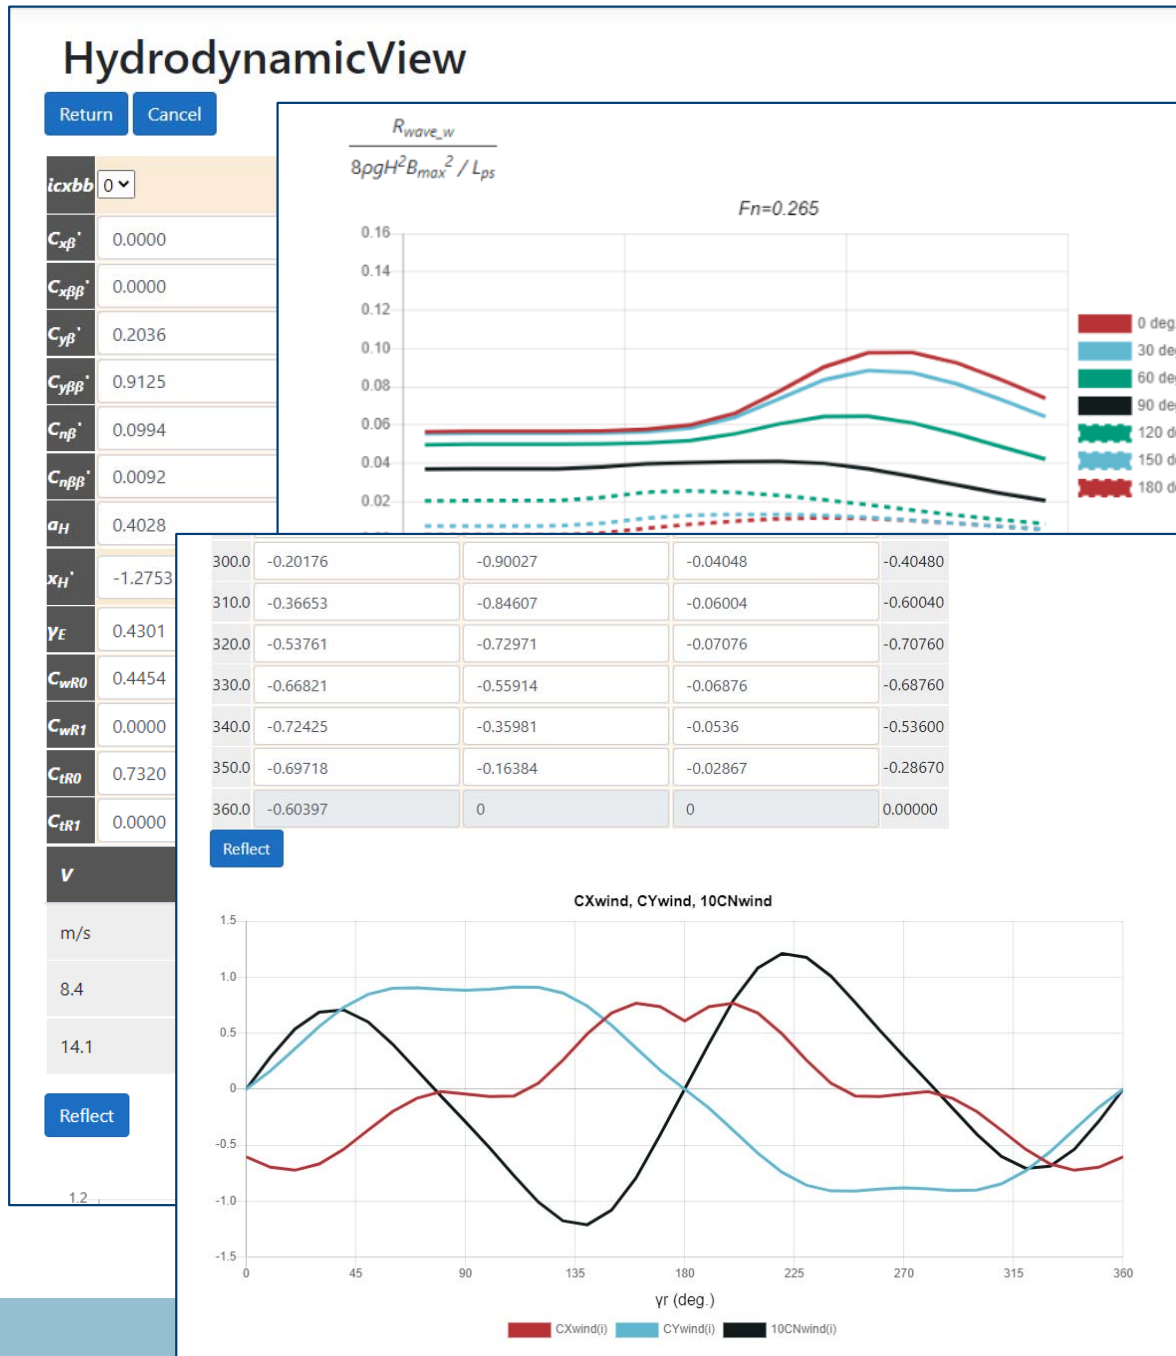 HydrodynamicView
Return Cancel
icxbb 0
Cxβ' 0.0000
Cxββ' 0.0000
Cyβ' 0.2036
Cyββ' 0.9125
Cnβ' 0.0994
Cnββ' 0.0092
aH 0.4028
xH' -1.2753
γE 0.4301
CwR0 0.4454
CwR1 0.0000
CtR0 0.7320
CtR1 0.0000
V
m/s
8.4
14.1
Reflect
1.2
Rwave_w
8ρgH²Bmax² / Lps
Fn=0.265
0.16
0.14
0.12
0.10
0.08
0.06
0.04
0.02
0 deg.
30 de
60 de
90 de
120 d
150 d
180 d
300.0 -0.20176 -0.90027 -0.04048 -0.40480
310.0 -0.36653 -0.84607 -0.06004 -0.60040
320.0 -0.53761 -0.72971 -0.07076 -0.70760
330.0 -0.66821 -0.55914 -0.06876 -0.68760
340.0 -0.72425 -0.35981 -0.0536 -0.53600
350.0 -0.69718 -0.16384 -0.02867 -0.28670
360.0 -0.60397 0 0 0.00000
Reflect
CXwind, CYwind, 10CNwind
1.5
1.0
0.5
0
-0.5
-1.0
-1.5
0 45 90 135 180 225 270 315 360
γr (deg.)
CXwind(i) CYwind(i) 10CNwind(i)